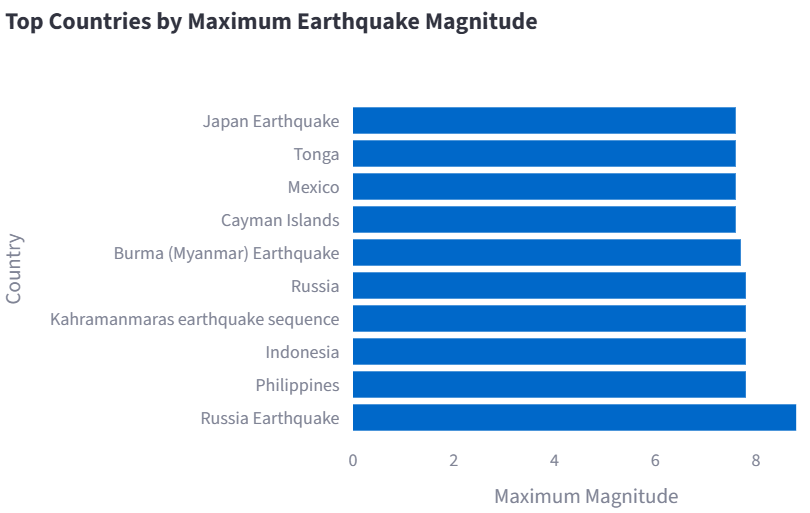 Top Countries by Maximum Earthquake Magnitude
Country
Japan Earthquake
Tonga
Mexico
Cayman Islands
Burma (Myanmar) Earthquake
Russia
Kahramanmaras earthquake sequence
Indonesia
Philippines
Russia Earthquake
0 2 4 6 8
Maximum Magnitude